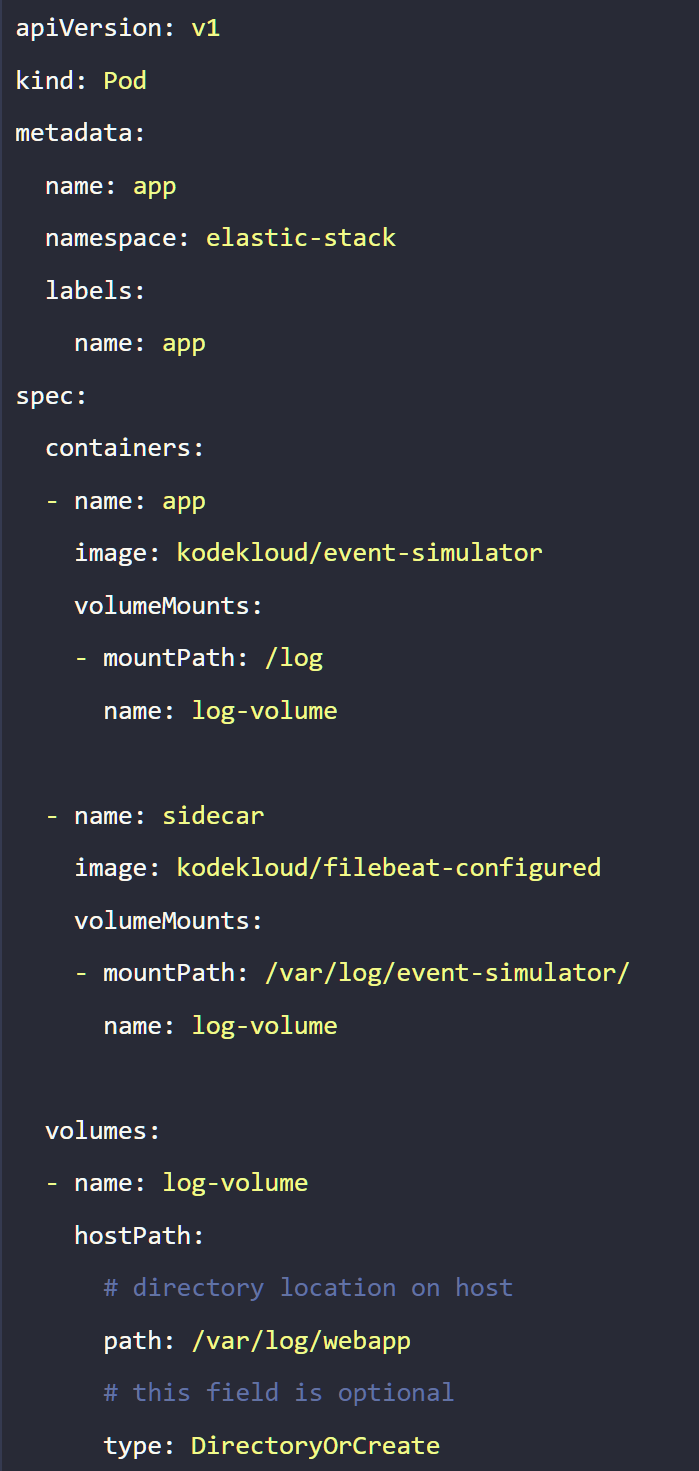 apiVersion: v1
kind: Pod
metadata:
  name: app
  namespace: elastic-stack
  labels:
    name: app
spec:
  containers:
  - name: app
    image: kodekloud/event-simulator
    volumeMounts:
    - mountPath: /log
      name: log-volume

  - name: sidecar
    image: kodekloud/filebeat-configured
    volumeMounts:
    - mountPath: /var/log/event-simulator/
      name: log-volume

  volumes:
  - name: log-volume
    hostPath:
      # directory location on host
      path: /var/log/webapp
      # this field is optional
      type: DirectoryOrCreate